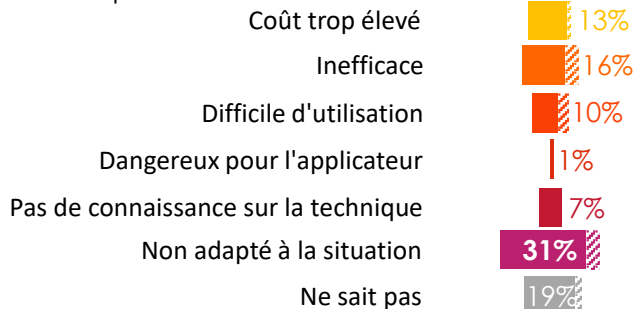 Coût trop élevé 13%
Inefficace 16%
Difficile d'utilisation 10%
Dangereux pour l'applicateur 1%
Pas de connaissance sur la technique 7%
Non adapté à la situation 31%
Ne sait pas 19%